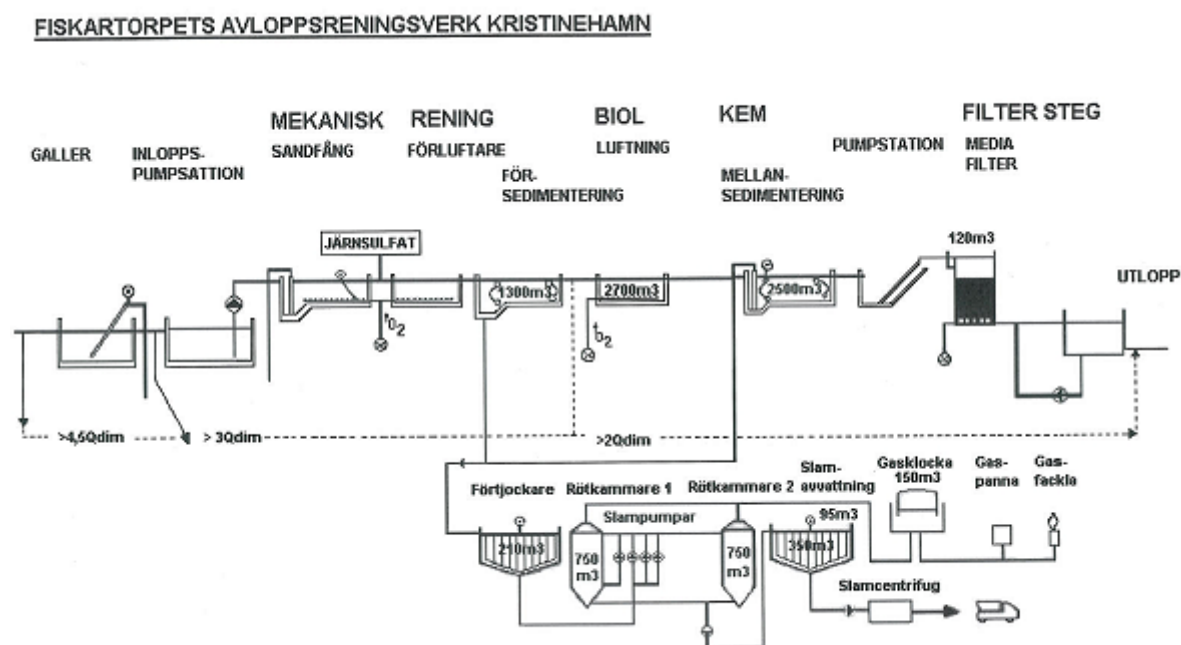 FISKARTORPETS AVLOPPSRENINGSVERK KRISTINEHAMN
MEKANISK RENING BIOL KEM FILTER STEG
GALLER
INLOPPS-
PUMPSATTION
SANDFÅNG
FÖRLUFTARE
FÖR-
SEDIMENTERING
LUFTNING
MELLAN-
SEDIMENTERING
PUMPSTATION
MEDIA
FILTER
JÄRNSULFAT
120m3
UTLOPP
1300m3
2700m3
2500m3
O2
>4,5Qdim
> 3Qdim
>2Qdim
Förtjockare
Rötkammare 1
Rötkammare 2
Slam-
avvattning
Gasklocka
150m3
Gas-
panna
Gas-
fackla
Slampumpar
95m3
210m3
750
m3
750
m3
350m3
Slamcentrifug